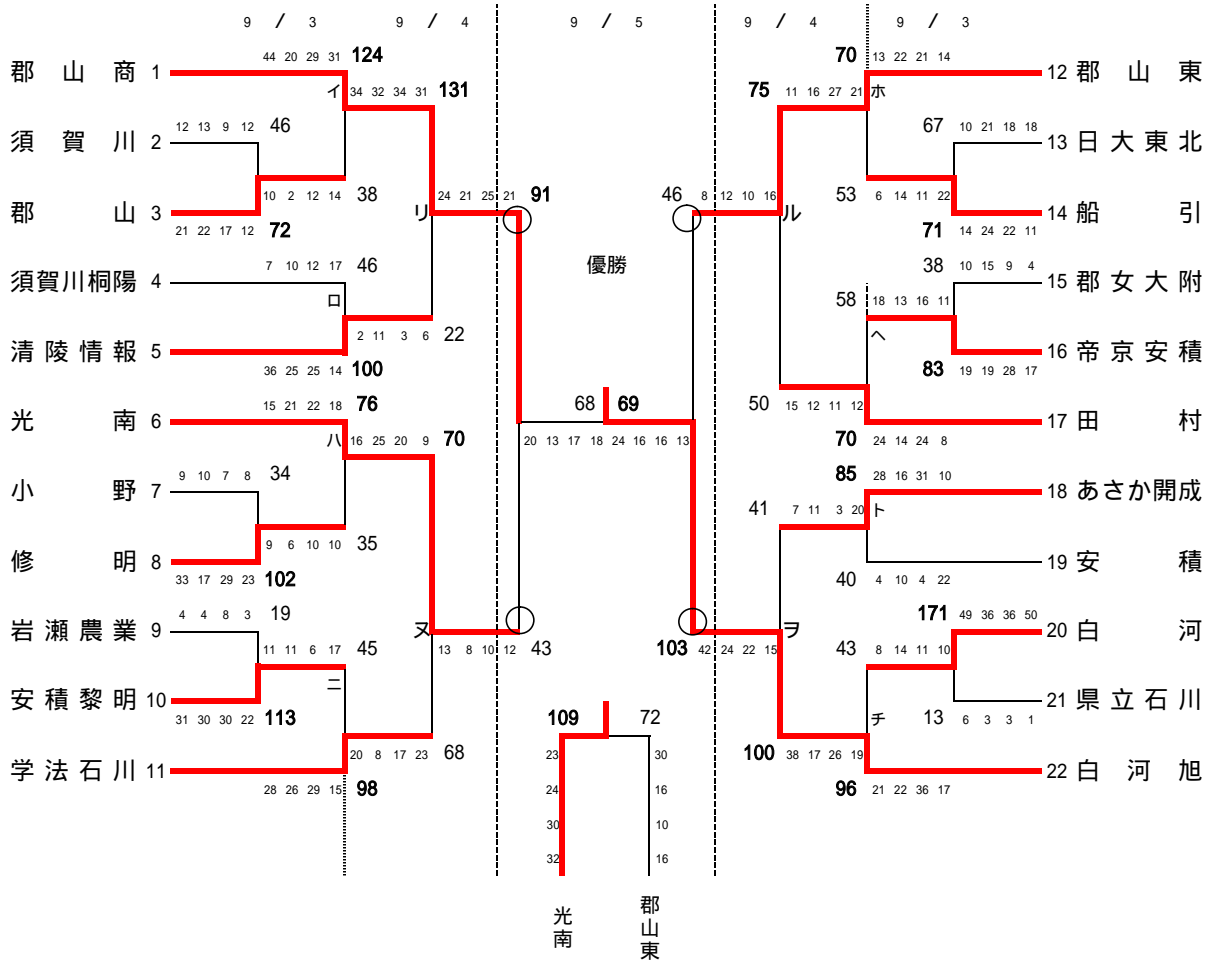 9 / 3 9 / 4 9 / 5 9 / 4 9 / 3
44 20 29 31 124
70 13 22 21 14
郡山商 1
12 郡山東
イ 34 32 34 31 131
75 11 16 27 21 ホ
12 13 9 12 46
67 10 21 18 18
須賀川 2
13 日大東北
10 2 12 14 38
24 21 25 21 91
46 8 12 10 16
53 6 14 11 22
郡山 3
リ
ル
14 船引
21 22 17 12 72
71 14 24 22 11
7 10 12 17 46
優勝
38 10 15 9 4
須賀川桐陽 4
15 郡女大附
ロ
58 18 13 16 11
2 11 3 6 22
ヘ
清陵情報 5
16 帝京安積
36 25 25 14 100
83 19 19 28 17
15 21 22 18 76
68 69
50 15 12 11 12
光南 6
17 田村
ハ 16 25 20 9 70
20 13 17 18 24 16 16 13
70 24 14 24 8
9 10 7 8 34
85 28 16 31 10
小野 7
18 あさか開成
41 7 11 3 20 ト
9 6 10 10 35
修明 8
19 安積
33 17 29 23 102
40 4 10 4 22
4 4 8 3 19
171 49 36 36 50
岩瀬農業 9
ヌ
ヲ
20 白河
11 11 6 17 45
13 8 10 12 43
103 42 24 22 15
43 8 14 11 10
ニ
安積黎明 10
21 県立石川
31 30 30 22 113
109 72
チ 13 6 3 3 1
20 8 17 23 68
23 30
100 38 17 26 19
学法石川 11
22 白河旭
28 26 29 15 98
24 16
96 21 22 36 17
30 10
32 16
光南
郡山東